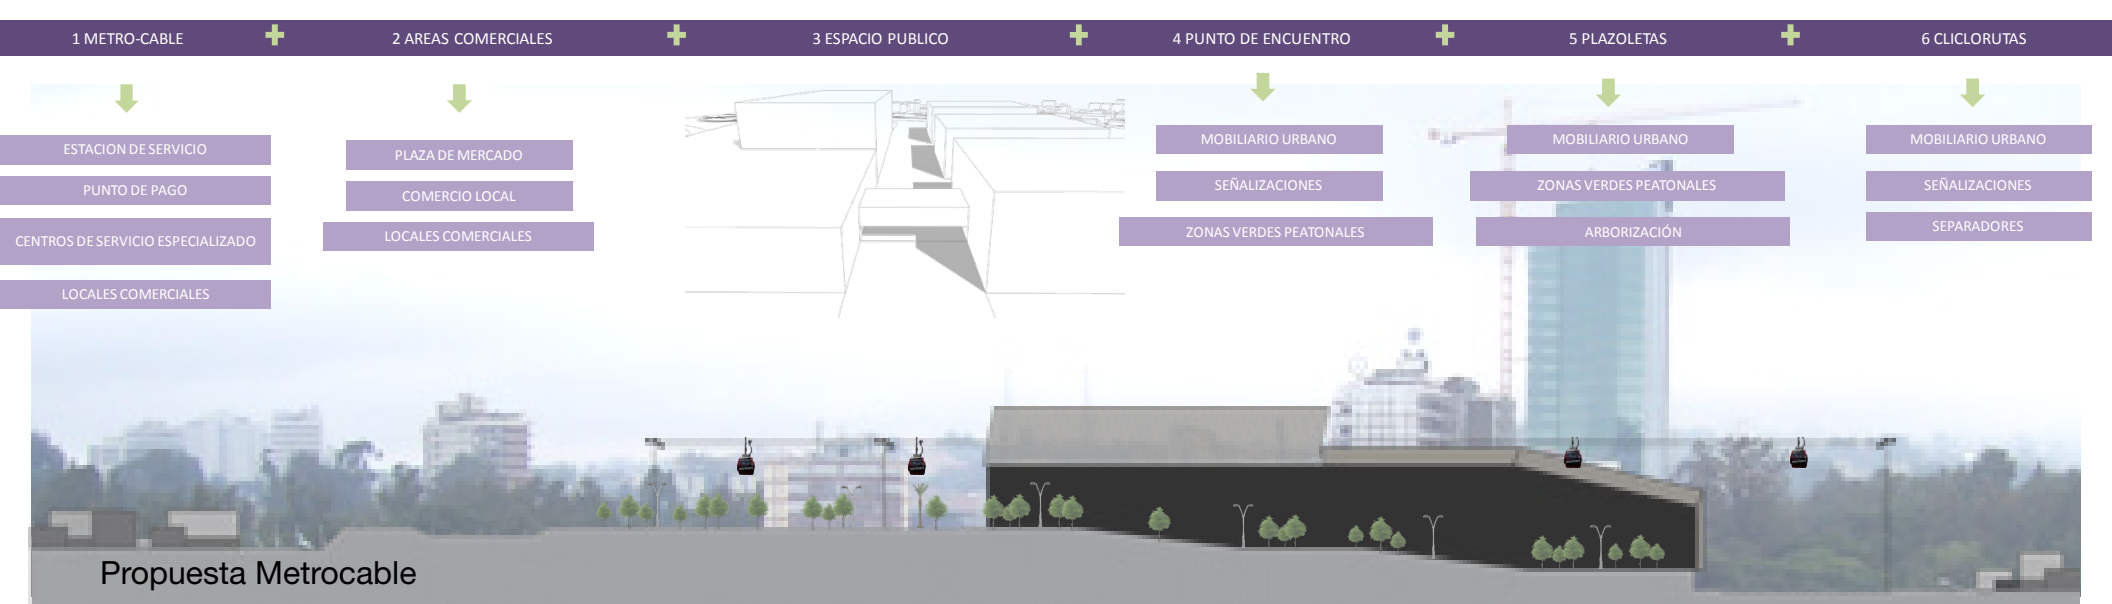 1 METRO-CABLE
2 AREAS COMERCIALES
3 ESPACIO PUBLICO
4 PUNTO DE ENCUENTRO
5 PLAZOLETAS
6 CLICLORUTAS
ESTACION DE SERVICIO
PUNTO DE PAGO
CENTROS DE SERVICIO ESPECIALIZADO
LOCALES COMERCIALES
PLAZA DE MERCADO
COMERCIO LOCAL
LOCALES COMERCIALES
MOBILIARIO URBANO
SEÑALIZACIONES
ZONAS VERDES PEATONALES
MOBILIARIO URBANO
ZONAS VERDES PEATONALES
ARBORIZACIÓN
MOBILIARIO URBANO
SEÑALIZACIONES
SEPARADORES
Propuesta Metrocable